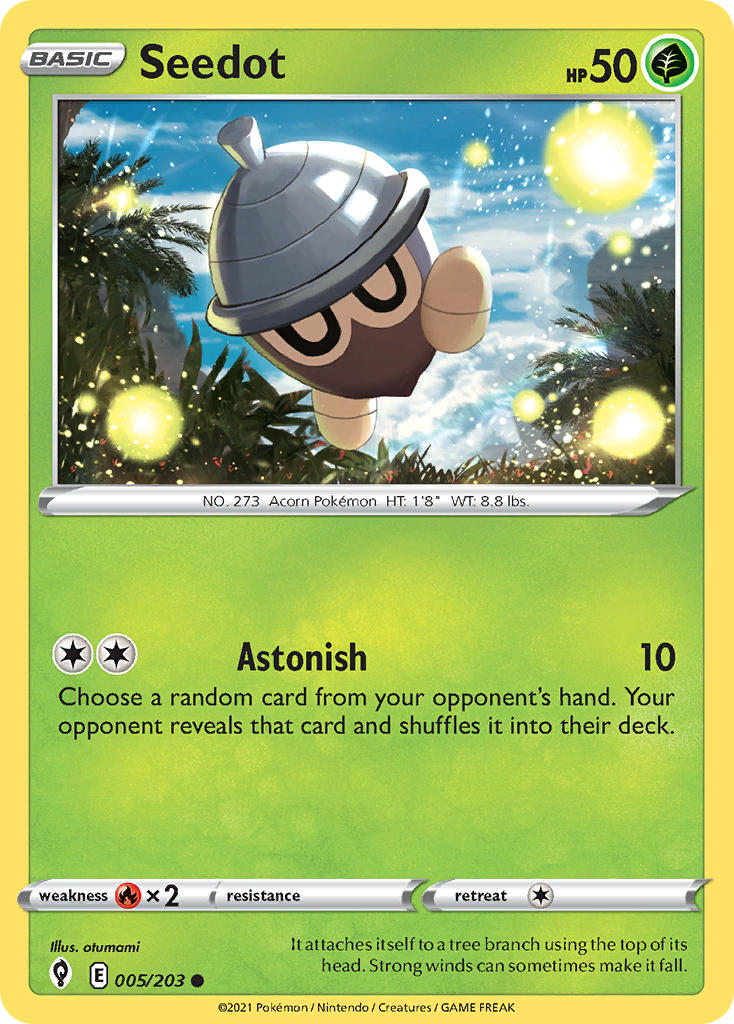 BASIC Seedot HP50
NO. 273 Acorn Pokémon HT: 1'8" WT: 8.8 lbs.
Astonish 10
Choose a random card from your opponent's hand. Your
opponent reveals that card and shuffles it into their deck.
weakness ×2 resistance retreat
Illus. otumami
It attaches itself to a tree branch using the top of its
head. Strong winds can sometimes make it fall.
E 005/203
©2021 Pokémon / Nintendo / Creatures / GAME FREAK